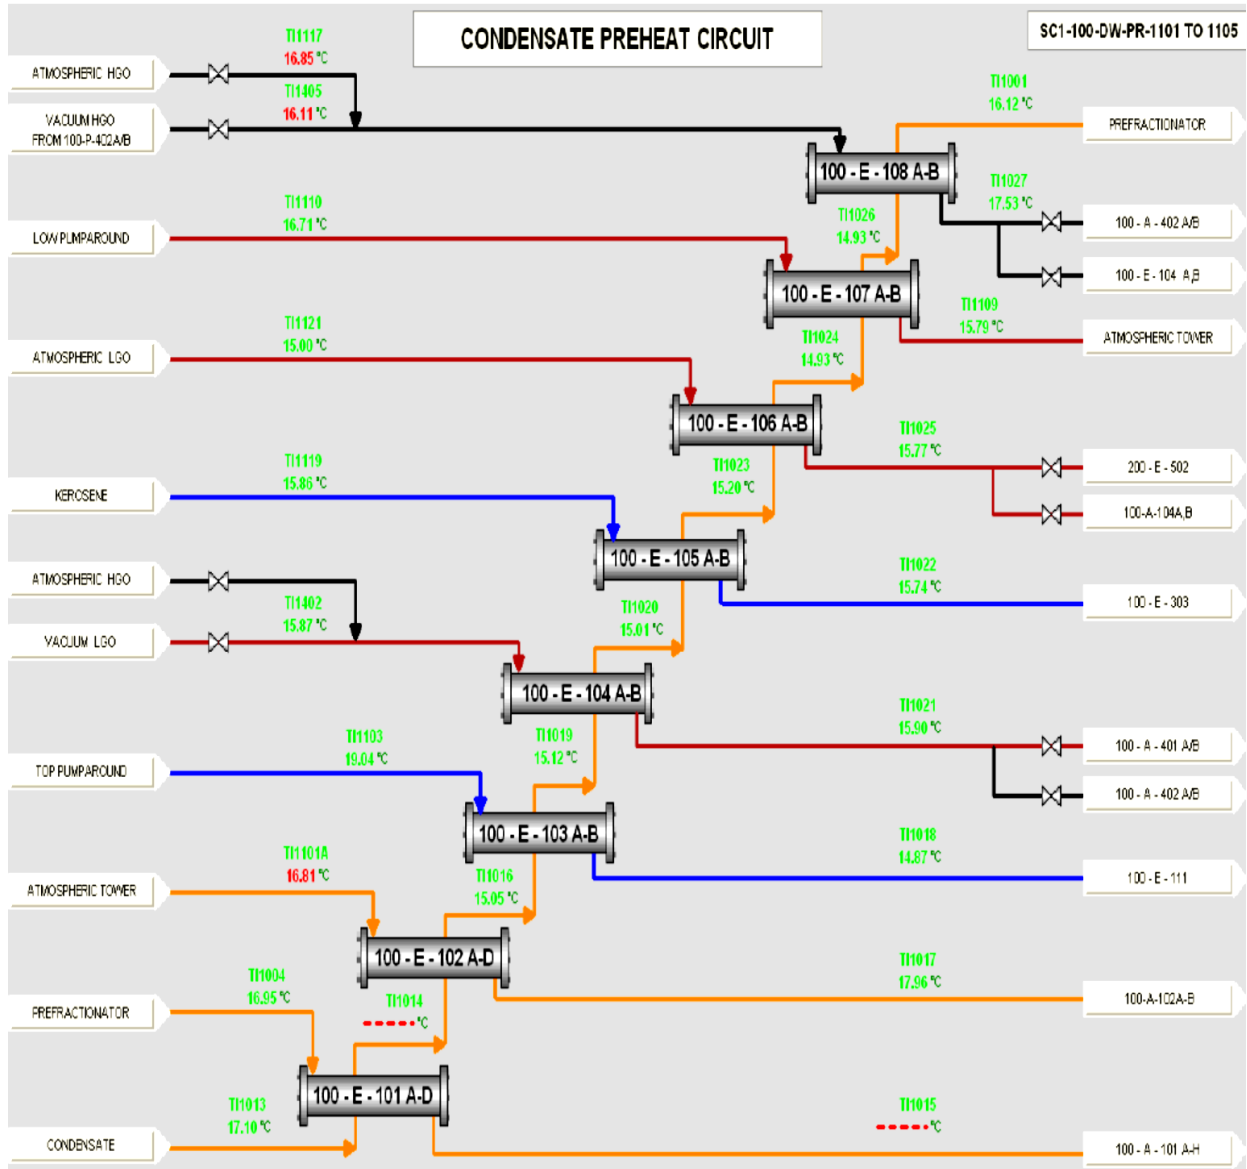 CONDENSATE PREHEAT CIRCUIT
SC1-100-DW-PR-1101 TO 1105
TI1117
16.85 °C
ATMOSPHERIC HGO
TI1405
16.11 °C
VACUUM HGO
FROM 100-P-402A/B
TI1001
16.12 °C
PREFRACTIONATOR
100 - E - 108 A-B
TI1027
17.53 °C
100 - A - 402 A/B
TI1110
16.71 °C
LOW PUMPAROUND
TI1026
14.93 °C
100 - E - 104 A,B
100 - E - 107 A-B
TI1109
15.79 °C
ATMOSPHERIC TOWER
TI1121
15.00 °C
ATMOSPHERIC LGO
TI1024
14.93 °C
100 - E - 106 A-B
TI1025
15.77 °C
200 - E - 502
TI1119
15.86 °C
KEROSENE
TI1023
15.20 °C
100-A-104A,B
100 - E - 105 A-B
TI1022
15.74 °C
100 - E - 303
ATMOSPHERIC HGO
TI1402
15.87 °C
VACUUM LGO
TI1020
15.01 °C
100 - E - 104 A-B
TI1021
15.90 °C
100 - A - 401 A/B
TI1103
19.04 °C
TOP PUMPAROUND
TI1019
15.12 °C
100 - A - 402 A/B
100 - E - 103 A-B
TI1018
14.87 °C
100 - E - 111
TI1101A
16.81 °C
ATMOSPHERIC TOWER
TI1016
15.05 °C
100 - E - 102 A-D
TI1017
17.96 °C
100-A-102A-B
TI1004
16.95 °C
PREFRACTIONATOR
TI1014
----- °C
100 - E - 101 A-D
TI1013
17.10 °C
CONDENSATE
TI1015
----- °C
100 - A - 101 A-H